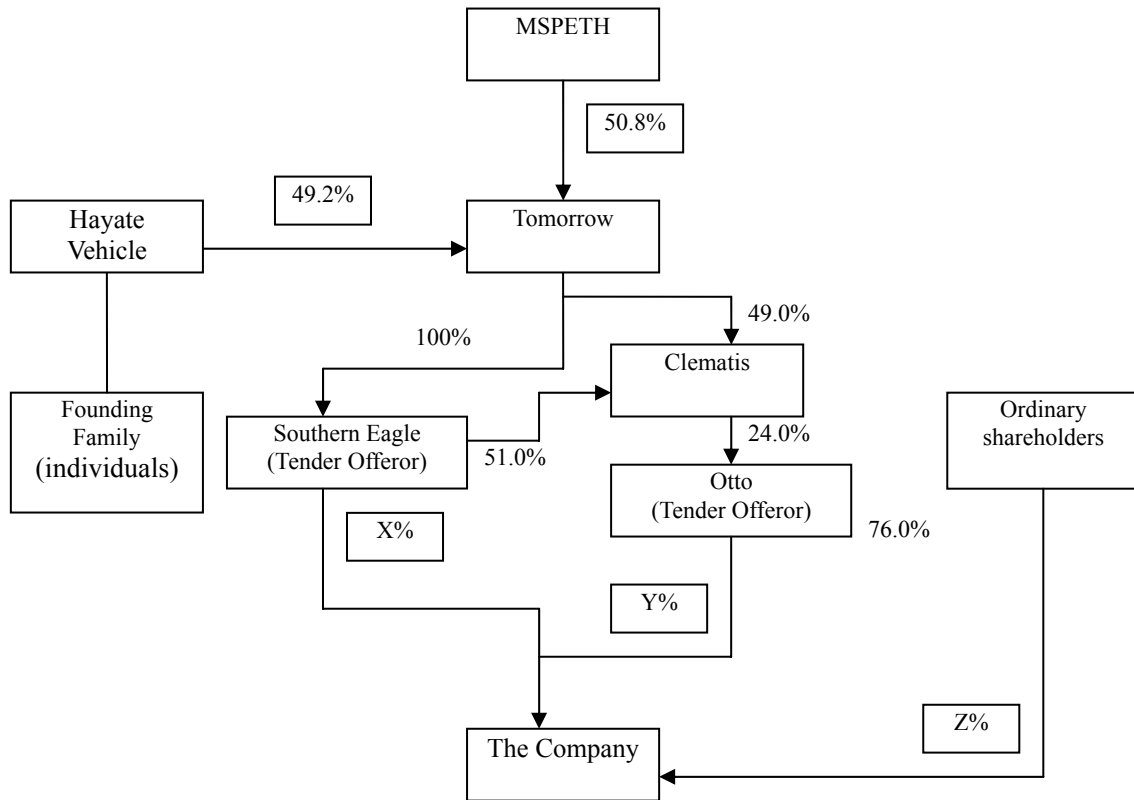 MSPETH
50.8%
49.2%
Hayate
Vehicle
Tomorrow
49.0%
100%
Clematis
Founding
Family
(individuals)
Southern Eagle
(Tender Offeror)
51.0%
24.0%
Ordinary
shareholders
Otto
(Tender Offeror)
76.0%
X%
Y%
Z%
The Company